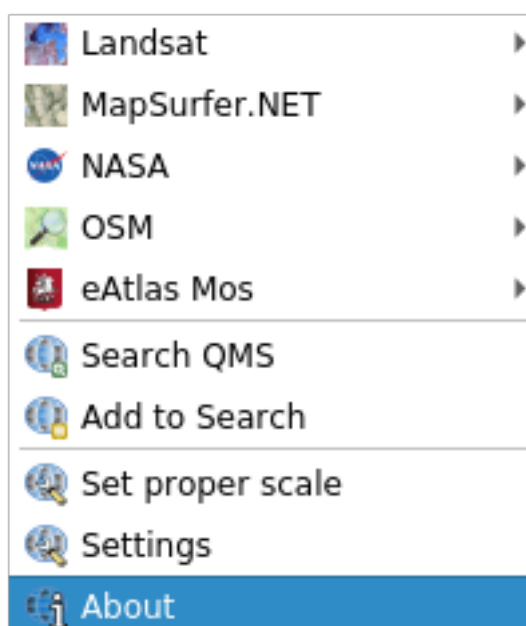 Landsat
MapSurfer.NET
NASA
OSM
eAtlas Mos
Search QMS
Add to Search
Set proper scale
Settings
About